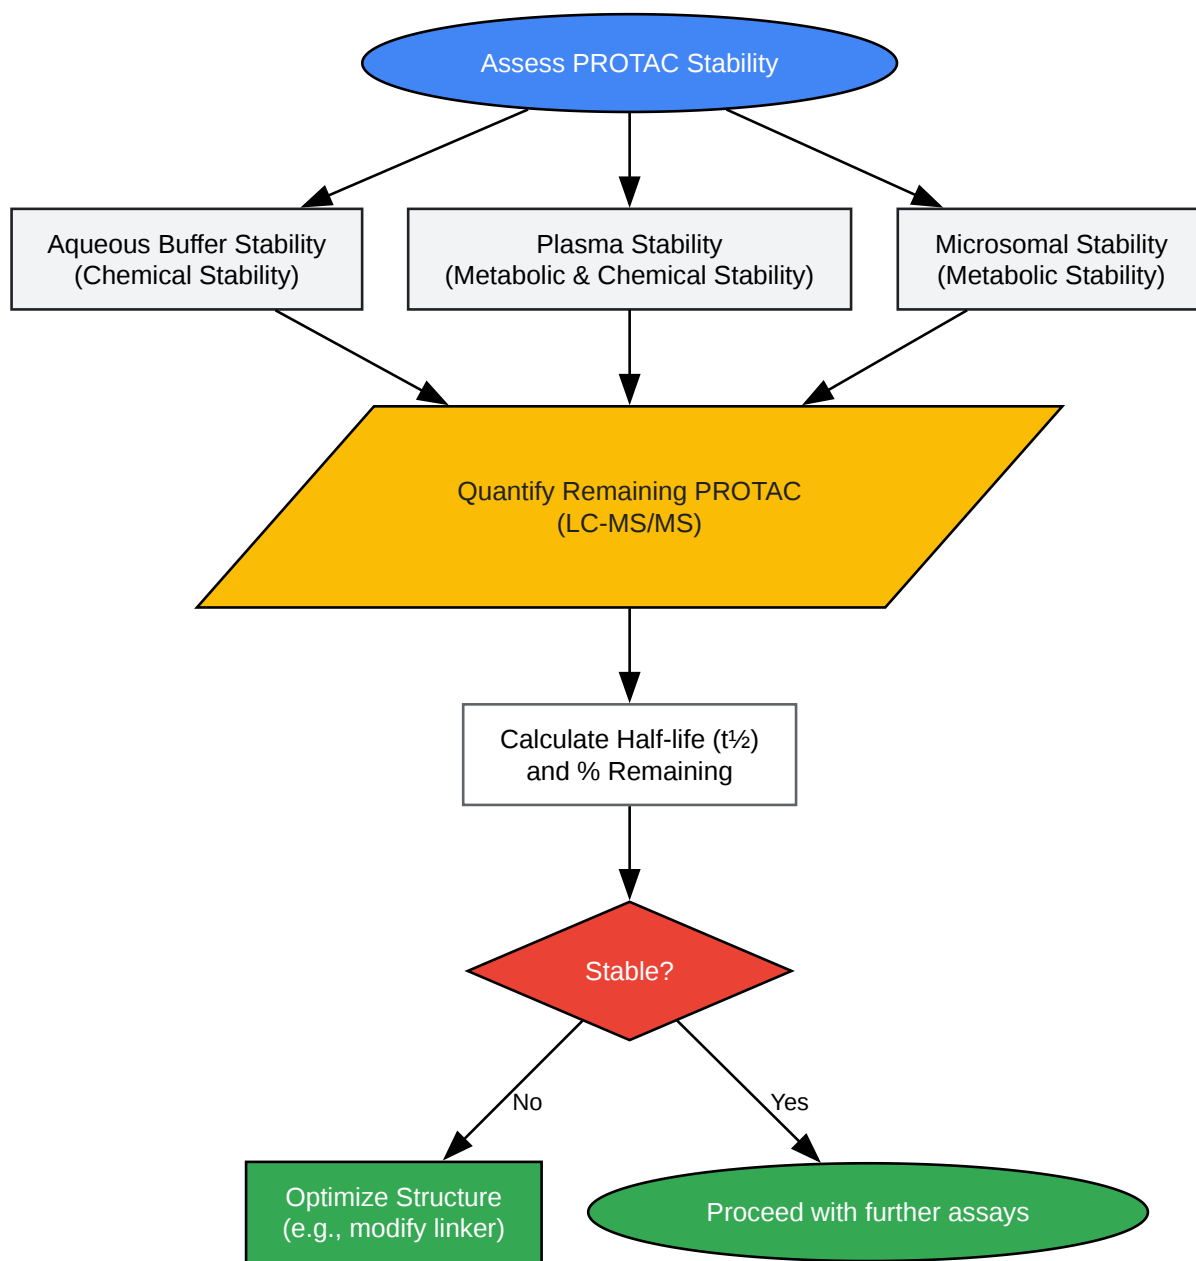 Assess PROTAC Stability
Aqueous Buffer Stability
(Chemical Stability)
Plasma Stability
(Metabolic & Chemical Stability)
Microsomal Stability
(Metabolic Stability)
Quantify Remaining PROTAC
(LC-MS/MS)
Calculate Half-life (t½)
and % Remaining
Stable?
No
Yes
Optimize Structure
(e.g., modify linker)
Proceed with further assays